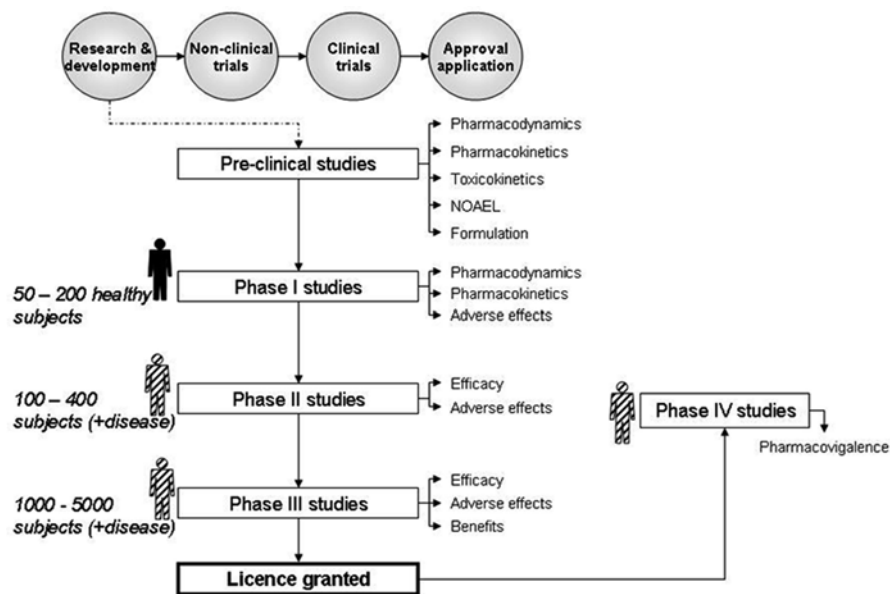 Research &
development
Non-clinical
trials
Clinical
trials
Approval
application
Pre-clinical studies
Pharmacodynamics
Pharmacokinetics
Toxicokinetics
NOAEL
Formulation
50 – 200 healthy
subjects
Phase I studies
Pharmacodynamics
Pharmacokinetics
Adverse effects
100 – 400
subjects (+disease)
Phase II studies
Efficacy
Adverse effects
1000 - 5000
subjects (+disease)
Phase III studies
Efficacy
Adverse effects
Benefits
Licence granted
Phase IV studies
Pharmacovigalence